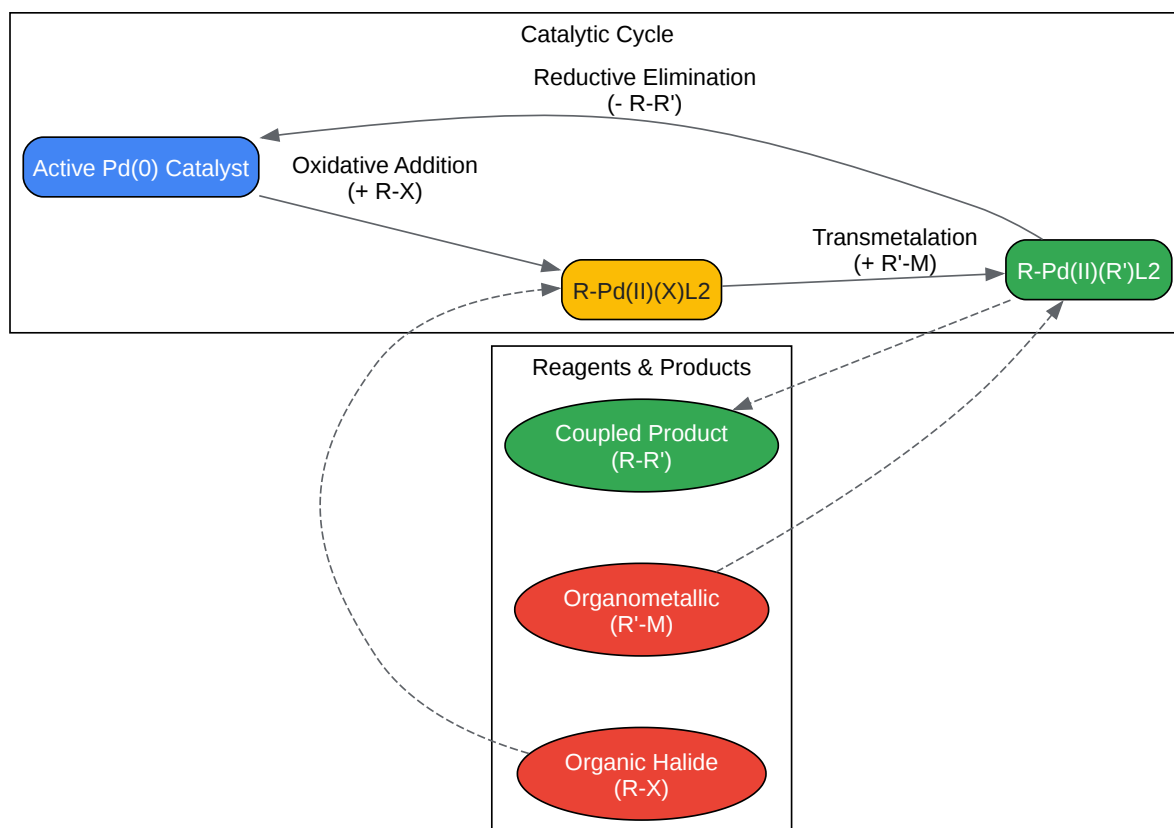 Catalytic Cycle
Reductive Elimination
(- R-R')
Active Pd(0) Catalyst
Oxidative Addition
(+ R-X)
Transmetalation
(+ R'-M)
R-Pd(II)(X)L2
R-Pd(II)(R')L2
Reagents & Products
Coupled Product
(R-R')
Organometallic
(R'-M)
Organic Halide
(R-X)